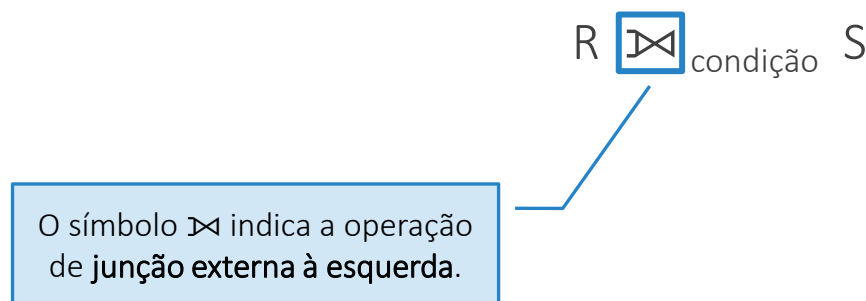 R ⟕ condição S
O símbolo ⟕ indica a operação
de junção externa à esquerda.